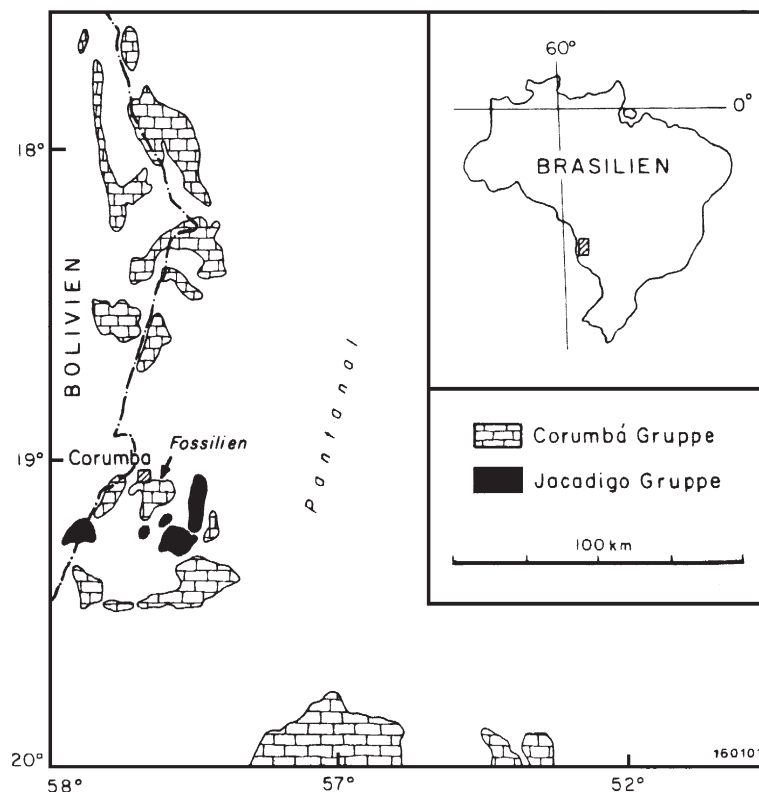 60°
0°
BRASILIEN
18°
BOLIVIEN
Pantanal
Corumba
Fossilien
19°
Corumbá Gruppe
Jacadigo Gruppe
100 km
20°
58°
57°
52°